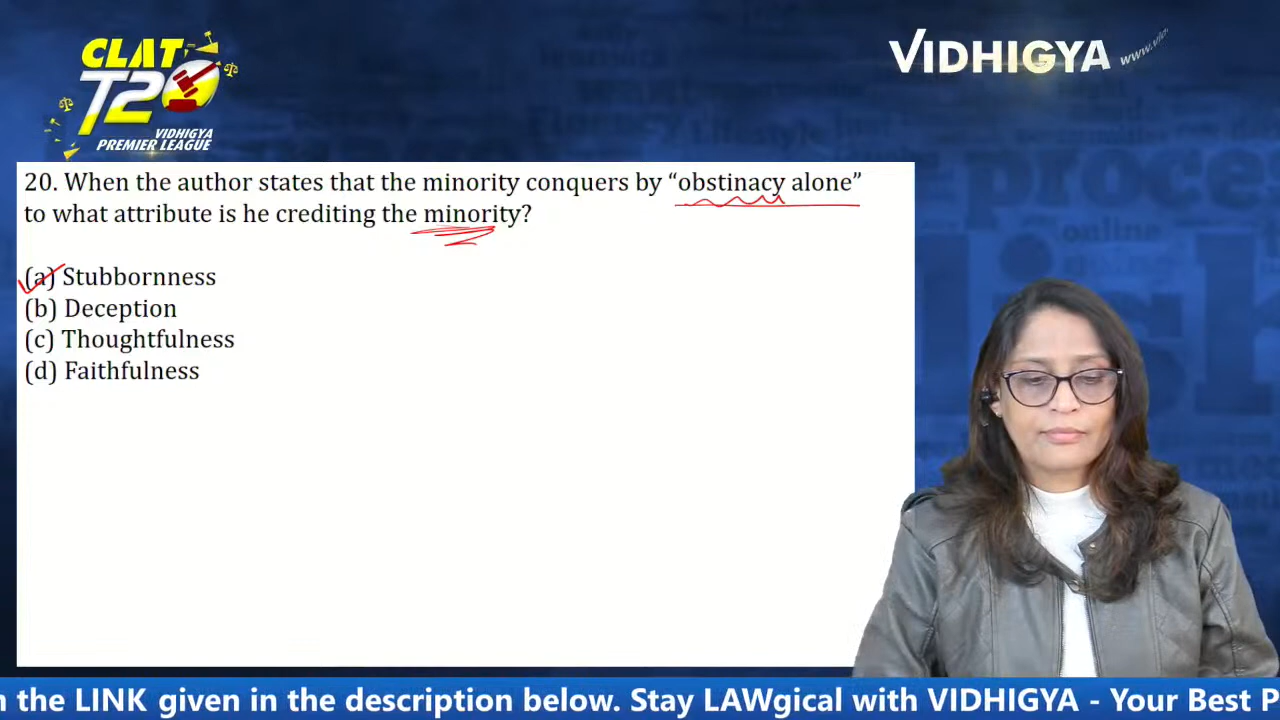 CLAT
T20
VIDHIGYA
PREMIER LEAGUE
VIDHIGYA
20. When the author states that the minority conquers by “obstinacy alone”
to what attribute is he crediting the minority?
(a) Stubbornness
(b) Deception
(c) Thoughtfulness
(d) Faithfulness
process
online
the LINK given in the description below. Stay LAWgical with VIDHIGYA - Your Best